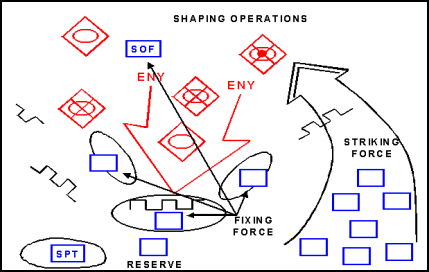 SHAPING OPERATIONS
SOF
ENY
ENY
STRIKING
FORCE
FIXING
FORCE
SPT
RESERVE